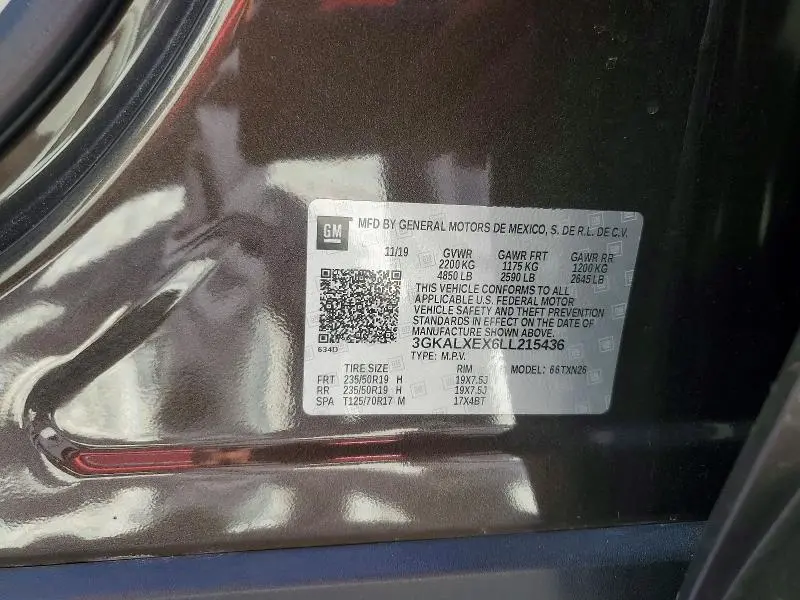 GM
MFD BY GENERAL MOTORS DE MEXICO, S. DE R.L. DE C.V.
11/19 GVWR GAWR FRT GAWR RR
2200 KG 1175 KG 1200 KG
4850 LB 2590 LB 2645 LB
THIS VEHICLE CONFORMS TO ALL
APPLICABLE U.S. FEDERAL MOTOR
VEHICLE SAFETY AND THEFT PREVENTION
STANDARDS IN EFFECT ON THE DATE OF
MANUFACTURE SHOWN ABOVE.
634D
3GKALXEX6LL215436
TYPE: M.P.V.
TIRE SIZE RIM MODEL: 66TXN26
FRT 235/50R19 H 19X7.5J
RR 235/50R19 H 19X7.5J
SPA T125/70R17 M 17X4BT